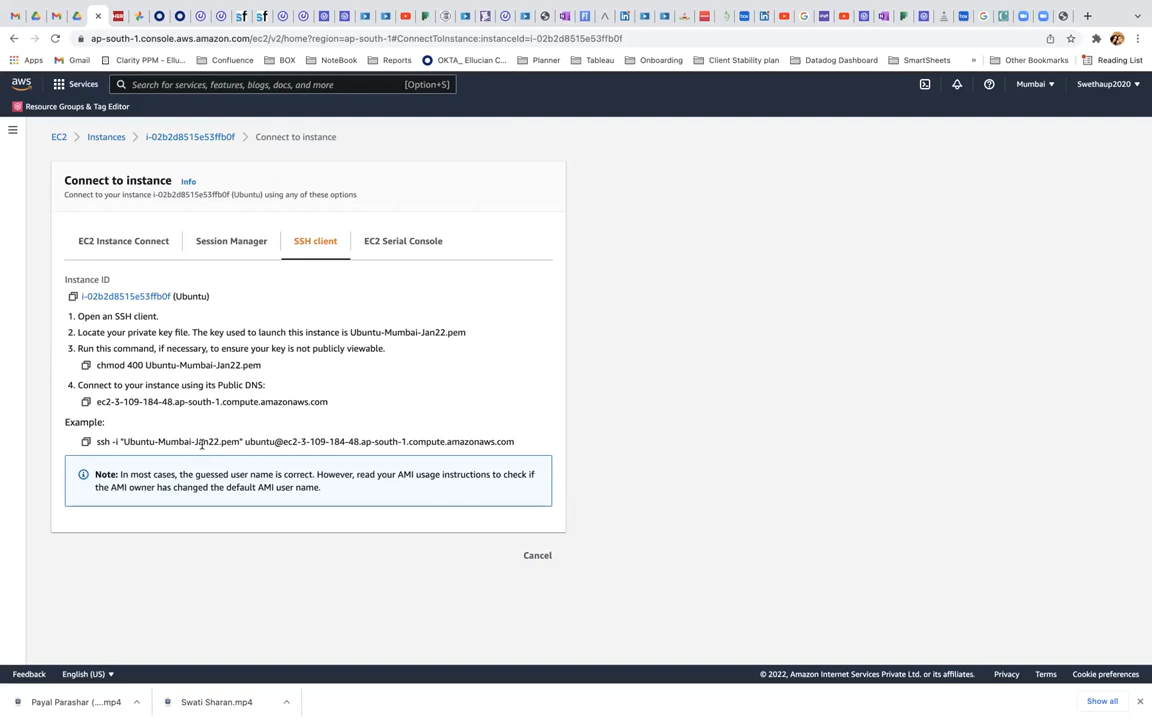 ap-south-1.console.aws.amazon.com/ec2/v2/home?region=ap-south-1#ConnectToInstance:instanceId=i-02b2d8515e53ffb0f
Apps Gmail Clarity PPM - Ellu... Confluence BOX NoteBook Reports OKTA_ Ellucian C... Planner Tableau Onboarding Client Stability plan Datadog Dashboard SmartSheets » Other Bookmarks Reading List
aws Services Search for services, features, blogs, docs, and more [Option+S] Mumbai Swethaup2020
Resource Groups & Tag Editor
EC2 > Instances > i-02b2d8515e53ffb0f > Connect to instance
Connect to instance Info
Connect to your instance i-02b2d8515e53ffb0f (Ubuntu) using any of these options
EC2 Instance Connect Session Manager SSH client EC2 Serial Console
Instance ID
i-02b2d8515e53ffb0f (Ubuntu)
1. Open an SSH client.
2. Locate your private key file. The key used to launch this instance is Ubuntu-Mumbai-Jan22.pem
3. Run this command, if necessary, to ensure your key is not publicly viewable.
chmod 400 Ubuntu-Mumbai-Jan22.pem
4. Connect to your instance using its Public DNS:
ec2-3-109-184-48.ap-south-1.compute.amazonaws.com
Example:
ssh -i "Ubuntu-Mumbai-Jan22.pem" ubuntu@ec2-3-109-184-48.ap-south-1.compute.amazonaws.com
Note: In most cases, the guessed user name is correct. However, read your AMI usage instructions to check if
the AMI owner has changed the default AMI user name.
Cancel
Feedback English (US) © 2022, Amazon Internet Services Private Ltd. or its affiliates. Privacy Terms Cookie preferences
Payal Parashar (....mp4 Swati Sharan.mp4 Show all